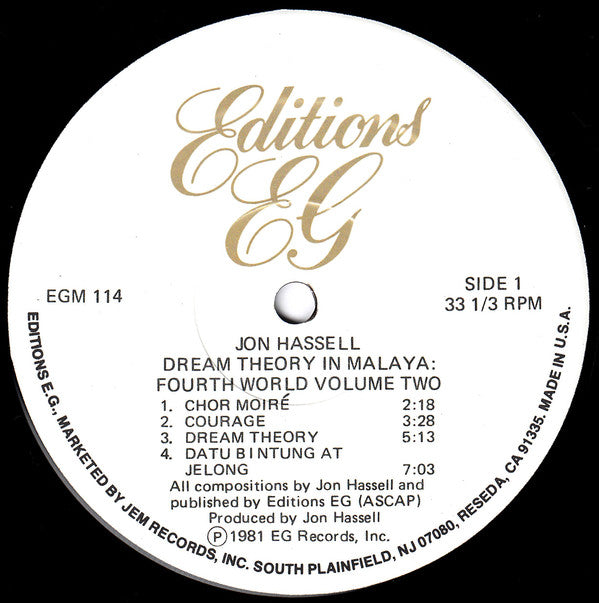 Editions
EG
EGM 114
SIDE 1
33 1/3 RPM
JON HASSELL
DREAM THEORY IN MALAYA:
FOURTH WORLD VOLUME TWO
1. CHOR MOIRÉ 2:18
2. COURAGE 3:28
3. DREAM THEORY 5:13
4. DATU BINTUNG AT
JELONG 7:03
All compositions by Jon Hassell and
published by Editions EG (ASCAP)
Produced by Jon Hassell
Ⓟ1981 EG Records, Inc.
EDITIONS E.G., MARKETED BY JEM RECORDS, INC. SOUTH PLAINFIELD, NJ 07080, RESEDA, CA 91335. MADE IN U.S.A.